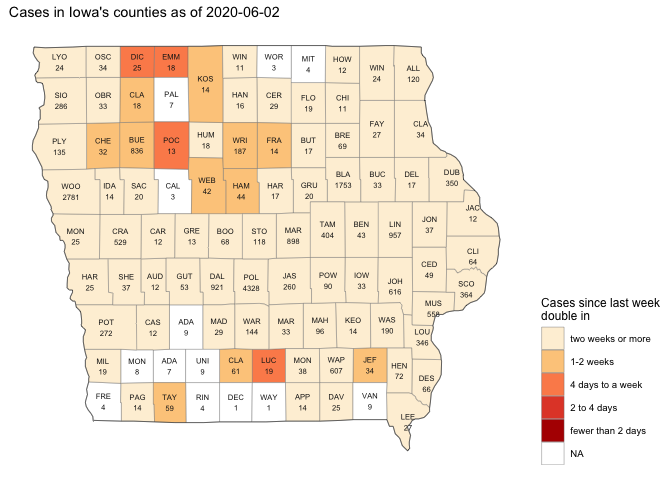 Cases in Iowa's counties as of 2020-06-02
LYO OSC DIC EMM WIN WOR MIT HOW
24 34 25 18 11 3 4 12
WIN ALL
24 120
KOS
14
SIO OBR CLA PAL HAN CER FLO CHI
286 33 18 7 16 29 19 11
FAY CLA
27 34
PLY CHE BUE POC HUM WRI FRA BUT BRE
135 32 836 13 18 187 14 17 69
WOO IDA SAC CAL WEB HAM HAR GRU BLA BUC DEL DUB
2781 14 20 3 42 44 17 20 1753 33 17 350
JAC
12
MON CRA CAR GRE BOO STO MAR TAM BEN LIN JON
25 529 12 13 68 118 898 404 43 957 37
CLI
64
HAR SHE AUD GUT DAL POL JAS POW IOW JOH CED SCO
25 37 12 53 921 4328 260 90 33 616 49 364
MUS
558
POT CAS ADA MAD WAR MAR MAH KEO WAS LOU
272 12 9 29 144 33 96 14 190 346
MIL MON ADA UNI CLA LUC MON WAP JEF HEN DES
19 8 7 9 61 19 38 607 34 72 66
FRE PAG TAY RIN DEC WAY APP DAV VAN LEE
4 14 59 4 1 1 14 25 9 27
Cases since last week
double in
two weeks or more
1-2 weeks
4 days to a week
2 to 4 days
fewer than 2 days
NA